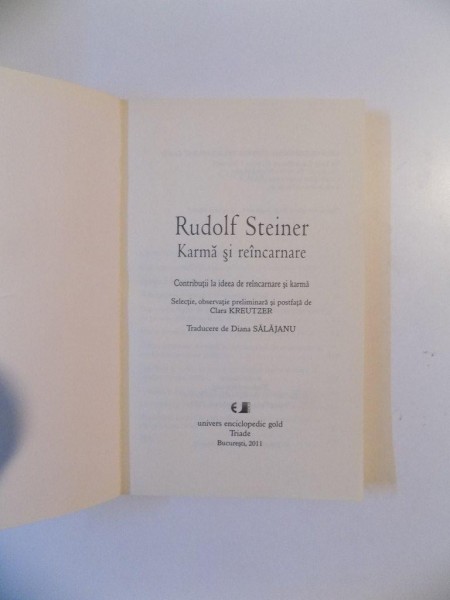 Rudolf Steiner
Karmă și reîncarnare
Contribuții la ideea de reîncarnare și karmă
Selecție, observație preliminară și postfață de
Clara KREUTZER
Traducere de Diana SĂLĂJANU
univers enciclopedic gold
Triade
București, 2011